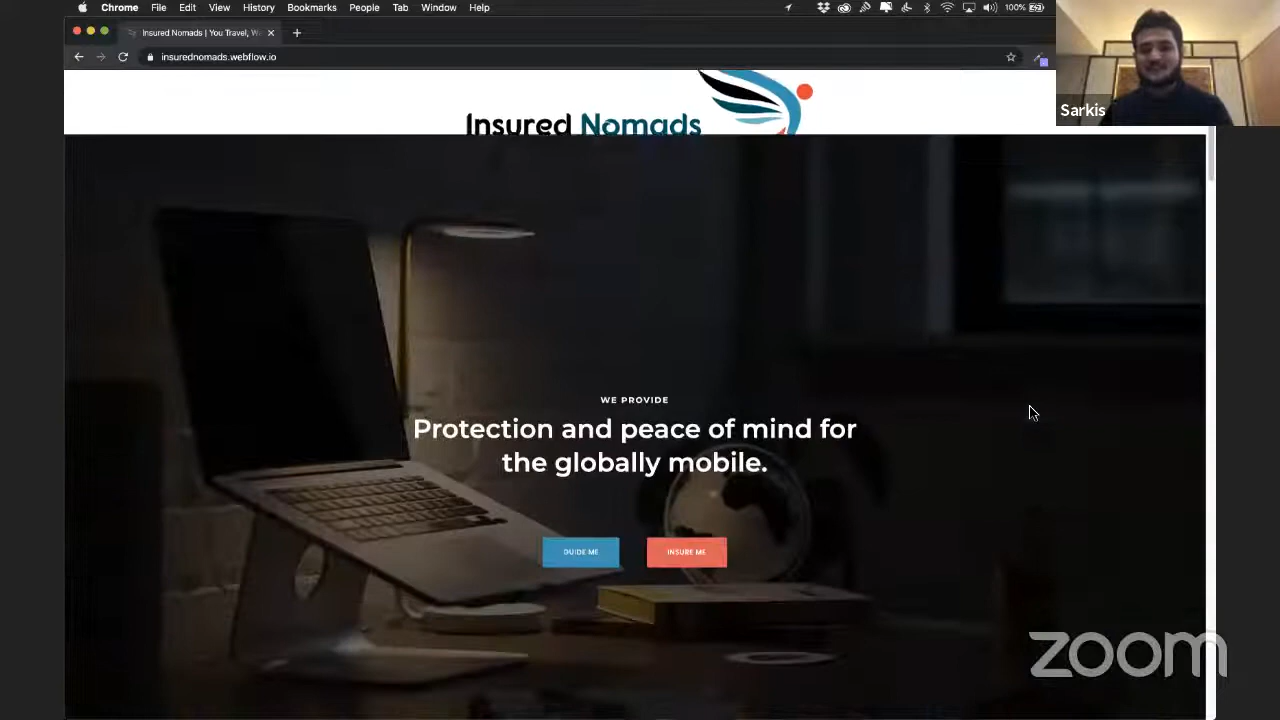 Chrome File Edit View History Bookmarks People Tab Window Help 100%
Insured Nomads | You Travel, W
insurednomads.webflow.io
Sarkis
Insured Nomads
WE PROVIDE
Protection and peace of mind for
the globally mobile.
GUIDE ME INSURE ME
zoom